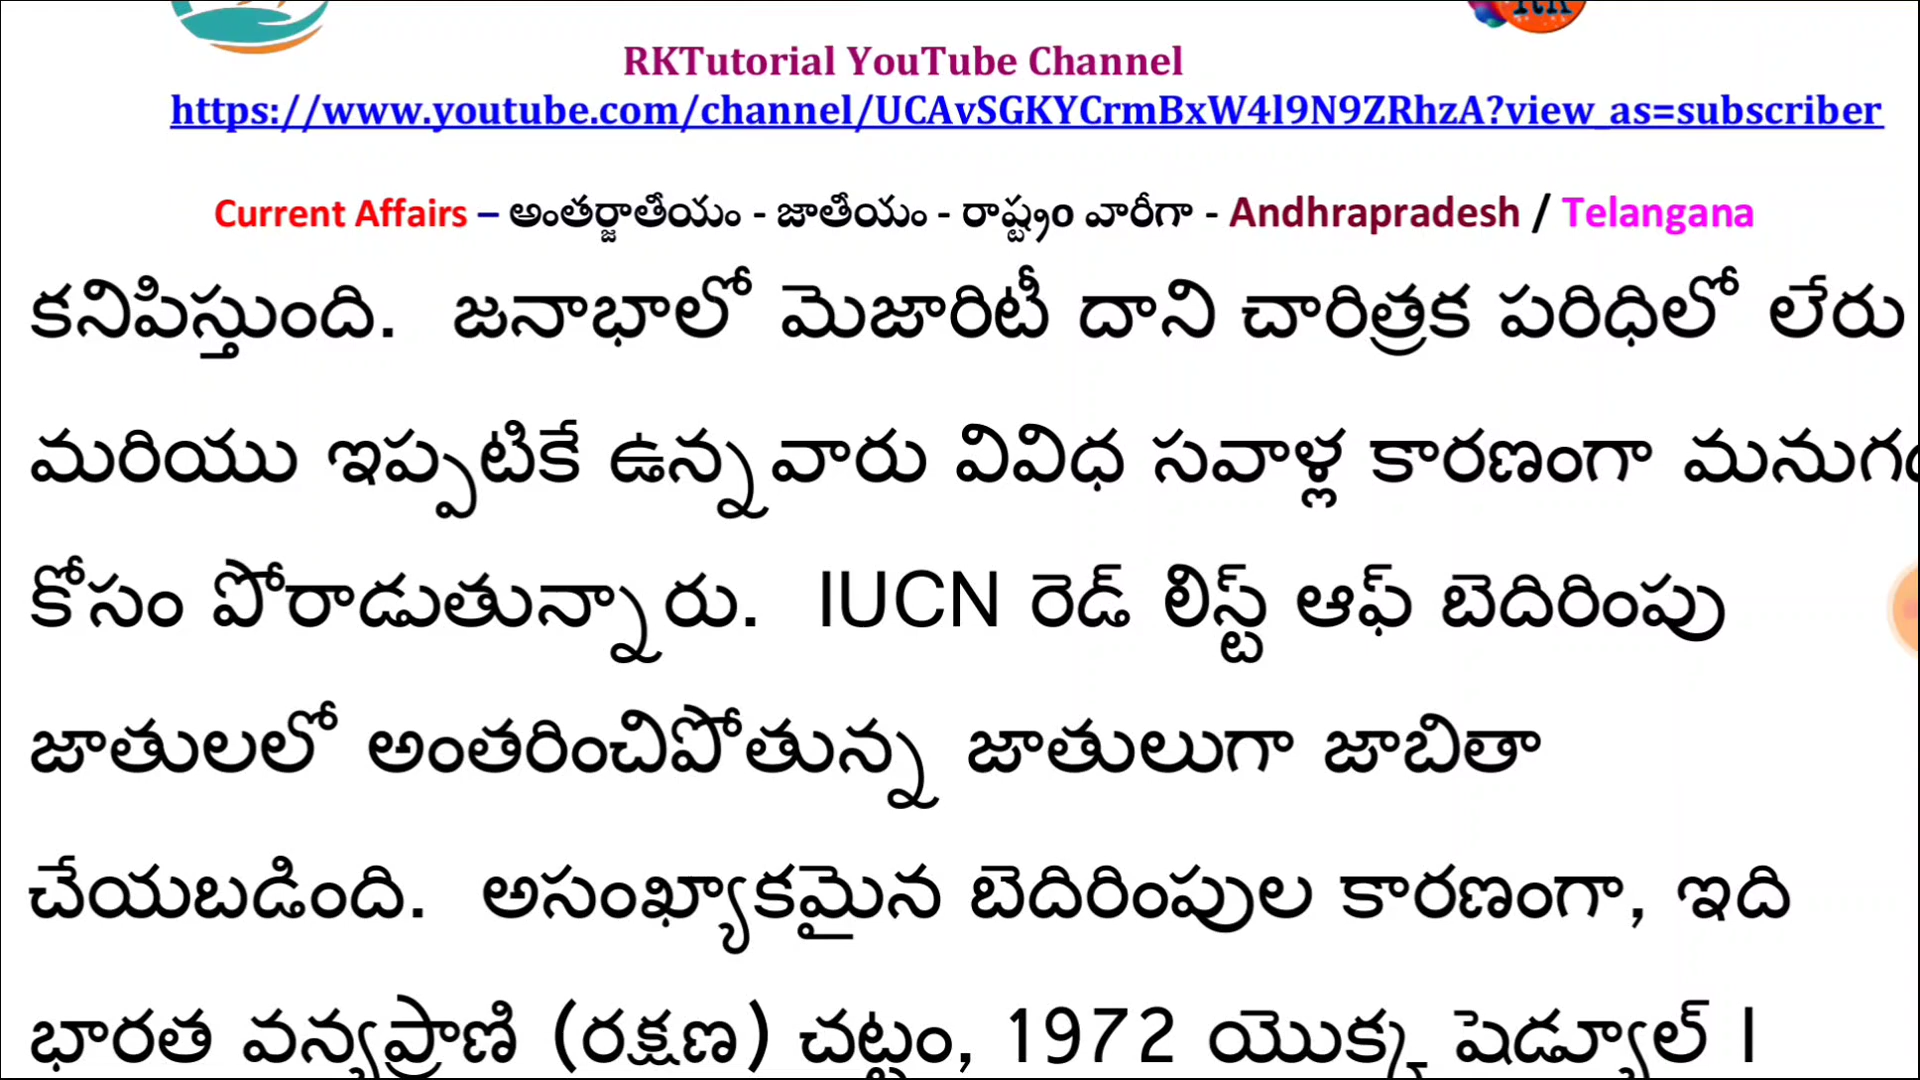 RKTutorial YouTube Channel
https://www.youtube.com/channel/UCAvSGKYCrmBxW4l9N9ZRhzA?view_as=subscriber
Current Affairs – అంతర్జాతీయం - జాతీయం - రాష్ట్రం వారీగా - Andhrapradesh / Telangana
కనిపిస్తుంది. జనాభాలో మెజారిటీ దాని చారిత్రక పరిధిలో లేరు
మరియు ఇప్పటికే ఉన్నవారు వివిధ సవాళ్ల కారణంగా
కోసం పోరాడుతున్నారు. IUCN రెడ్ లిస్ట్ ఆఫ్ బెదిరింపు
జాతులలో అంతరించిపోతున్న జాతులుగా జాబితా
చేయబడింది. అసంఖ్యాకమైన బెదిరింపుల కారణంగా, ఇది
భారత వన్యప్రాణి (రక్షణ) చట్టం, 1972 యొక్క షెడ్యూల్ I